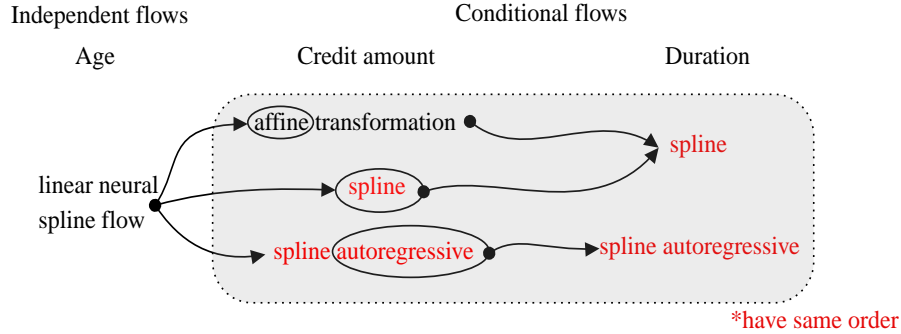 Independent flows
Conditional flows
Age
Credit amount
Duration
affine transformation
spline
linear neural
spline flow
spline
spline autoregressive
spline autoregressive
*have same order